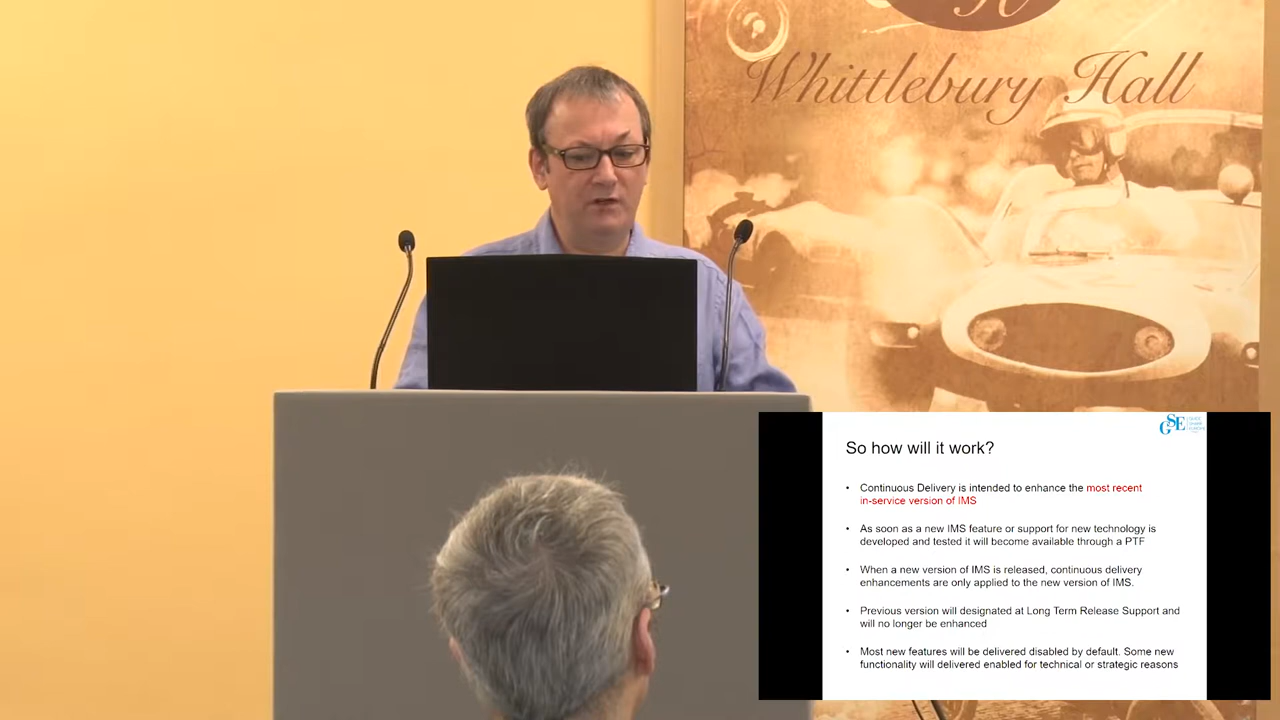 Whittlebury Hall
GSE
So how will it work?
• Continuous Delivery is intended to enhance the most recent
in-service version of IMS
• As soon as a new IMS feature or support for new technology is
developed and tested it will become available through a PTF
• When a new version of IMS is released, continuous delivery
enhancements are only applied to the new version of IMS.
• Previous version will designated at Long Term Release Support and
will no longer be enhanced
• Most new features will be delivered disabled by default. Some new
functionality will delivered enabled for technical or strategic reasons